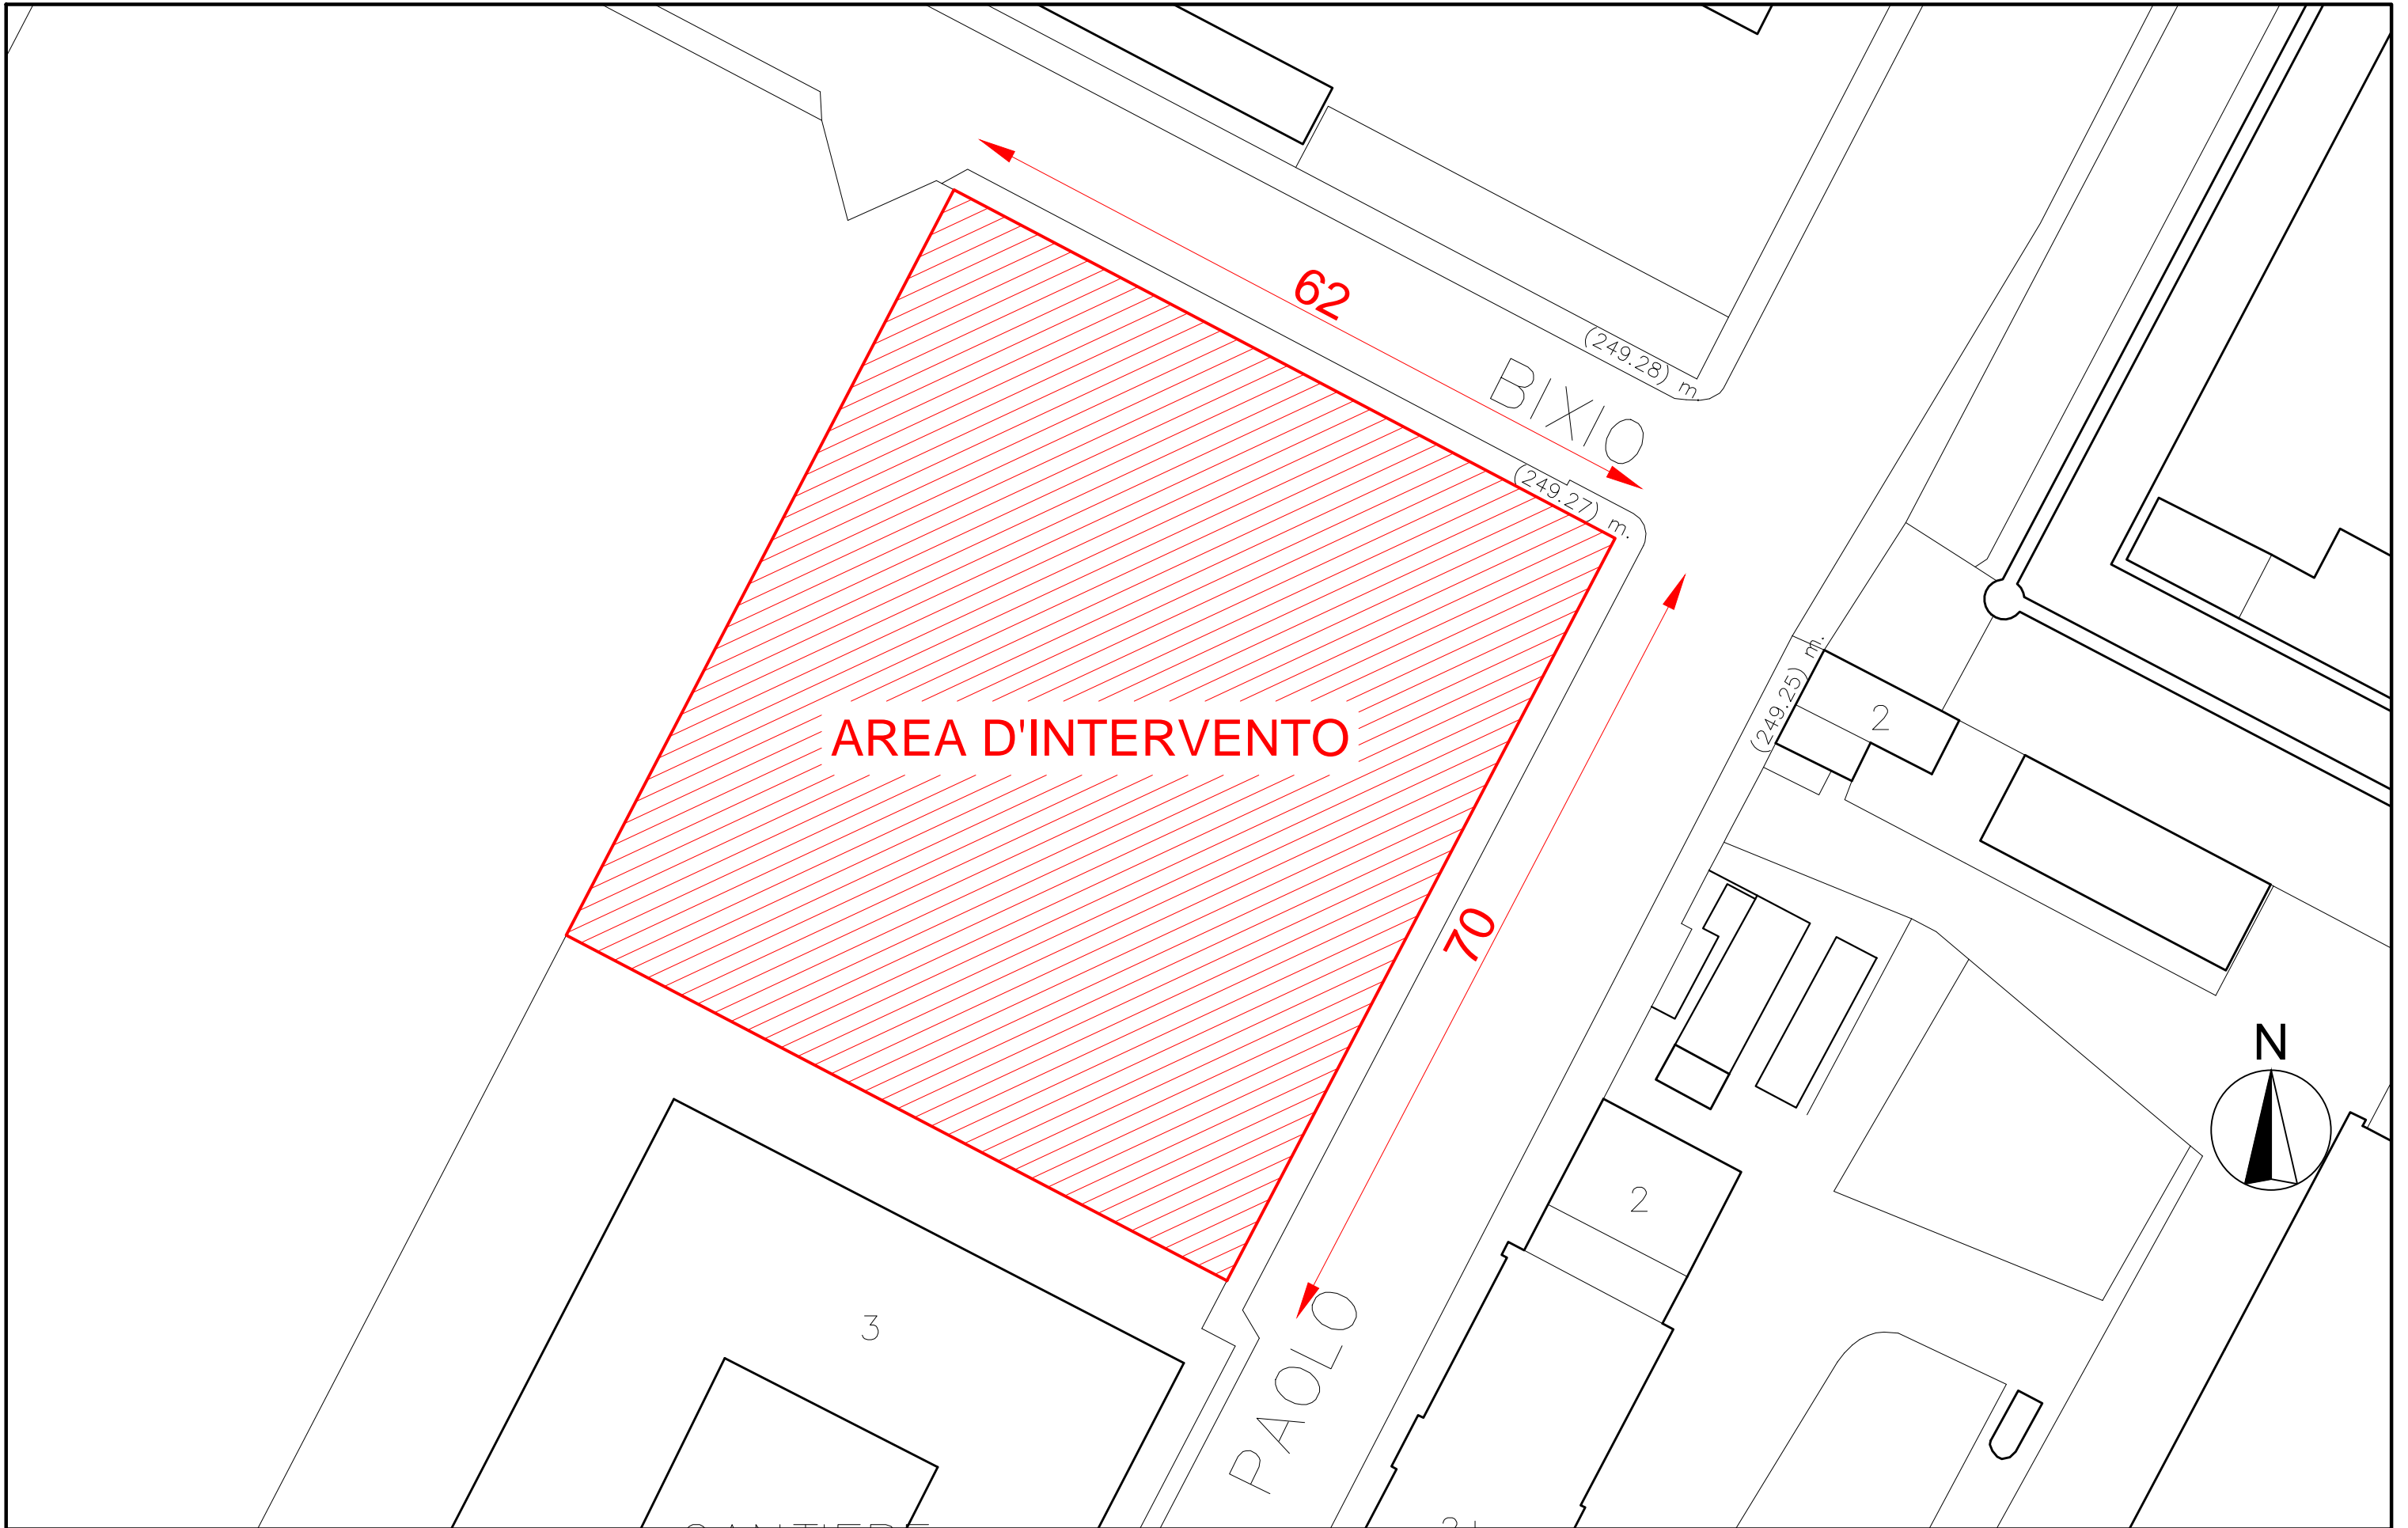 62
(249.28) m.
BIXIO
(249.27) m.
(249.25) m.
2
AREA D'INTERVENTO
70
N
2
3
PAOLO